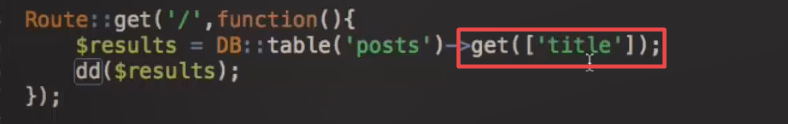 Route::get('/',function(){
    $results = DB::table('posts')->get(['title']);
    dd($results);
});